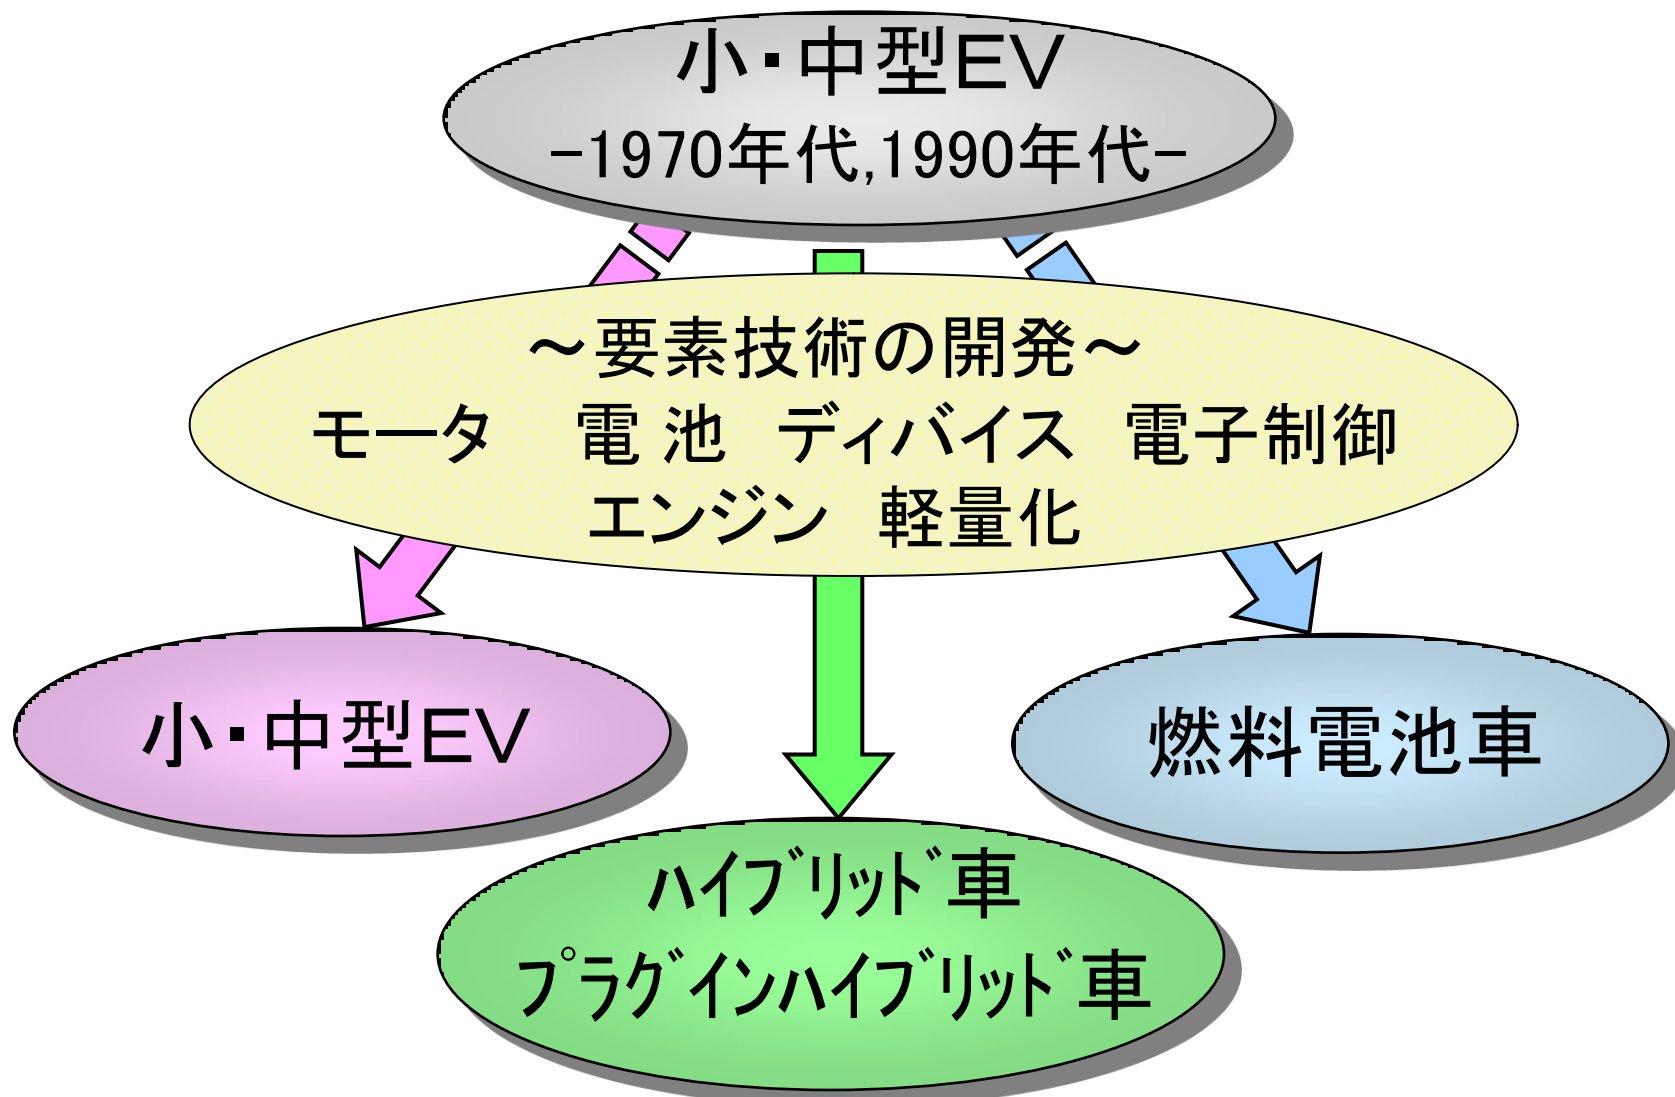 小・中型EV
−1970年代,1990年代−
～要素技術の開発～
モータ　電 池　ディバイス　電子制御
エンジン　軽量化
小・中型EV
燃料電池車
ﾊｲﾌﾞﾘｯﾄﾞ車
ﾌﾟﾗｸﾞｲﾝﾊｲﾌﾞﾘｯﾄﾞ車